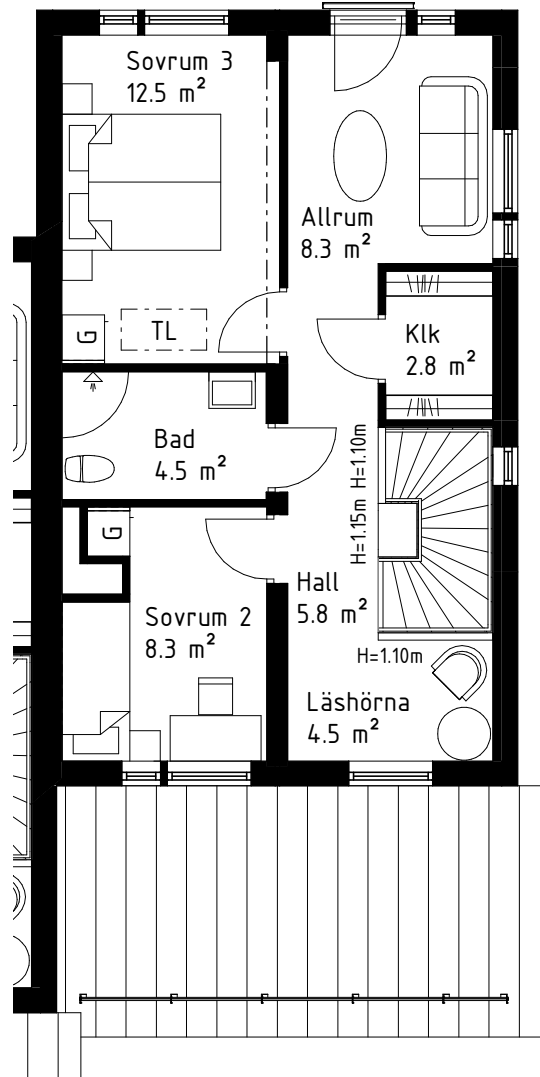 Sovrum 3
12.5 m²
Allrum
8.3 m²
G
TL
Klk
2.8 m²
Bad
4.5 m²
H=1.15m H=1.10m
G
Hall
5.8 m²
Sovrum 2
8.3 m²
H=1.10m
Läshörna
4.5 m²